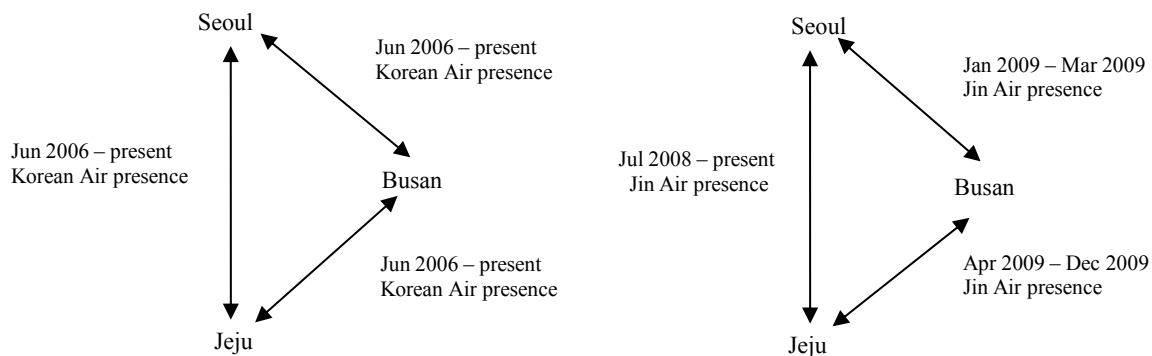 Seoul
Jun 2006 – present
Korean Air presence
Jun 2006 – present
Korean Air presence
Busan
Jun 2006 – present
Korean Air presence
Jeju
Seoul
Jan 2009 – Mar 2009
Jin Air presence
Jul 2008 – present
Jin Air presence
Busan
Apr 2009 – Dec 2009
Jin Air presence
Jeju